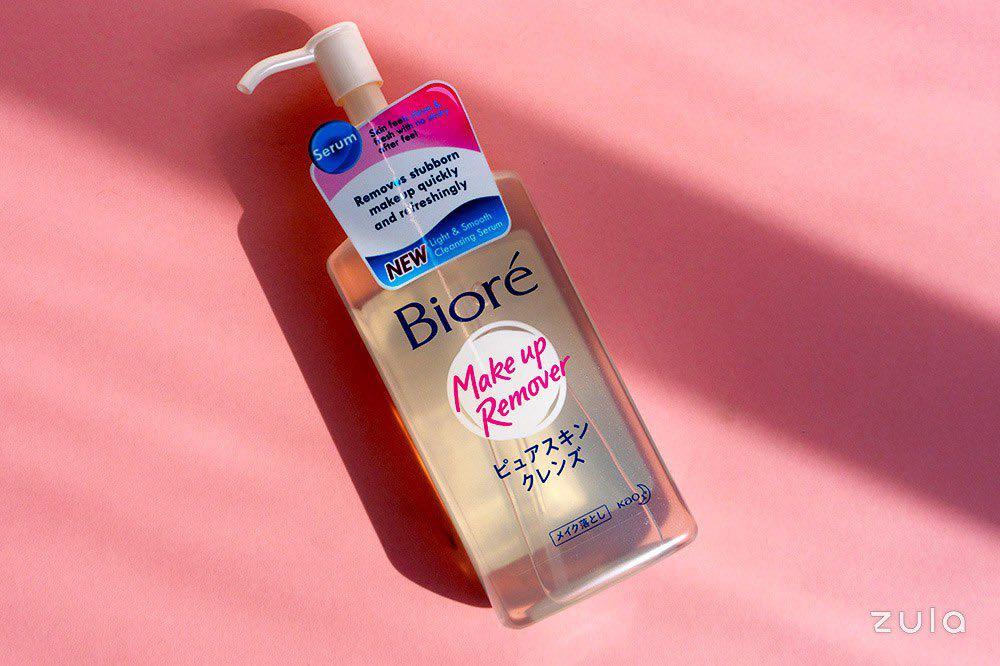 Serum
Skin feels clean &
fresh with no oily
after feel
Removes stubborn
makeup quickly
and refreshingly
NEW
Light & Smooth
Cleansing Serum
Bioré
Make up
Remover
ピュアスキン
クレンズ
メイク落とし
Kao
zula